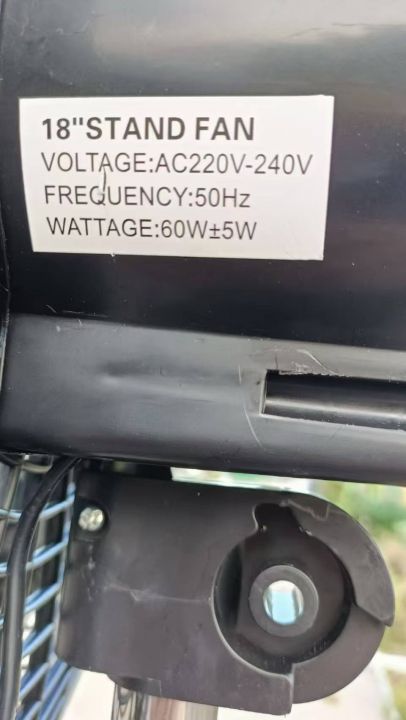 18"STAND FAN
VOLTAGE:AC220V-240V
FREQUENCY:50Hz
WATTAGE:60W±5W